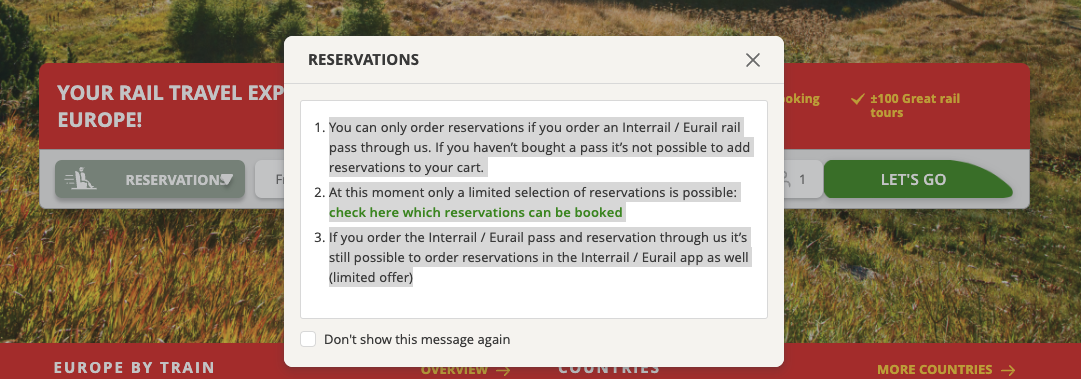 RESERVATIONS
YOUR RAIL TRAVEL EXP
EUROPE!
oking
±100 Great rail
tours
1. You can only order reservations if you order an Interrail / Eurail rail
pass through us. If you haven't bought a pass it's not possible to add
reservations to your cart.
2. At this moment only a limited selection of reservations is possible:
check here which reservations can be booked
3. If you order the Interrail / Eurail pass and reservation through us it's
still possible to order reservations in the Interrail / Eurail app as well
(limited offer)
RESERVATIONS
1
LET'S GO
Don't show this message again
EUROPE BY TRAIN
OVERVIEW
COUNTRIES
MORE COUNTRIES